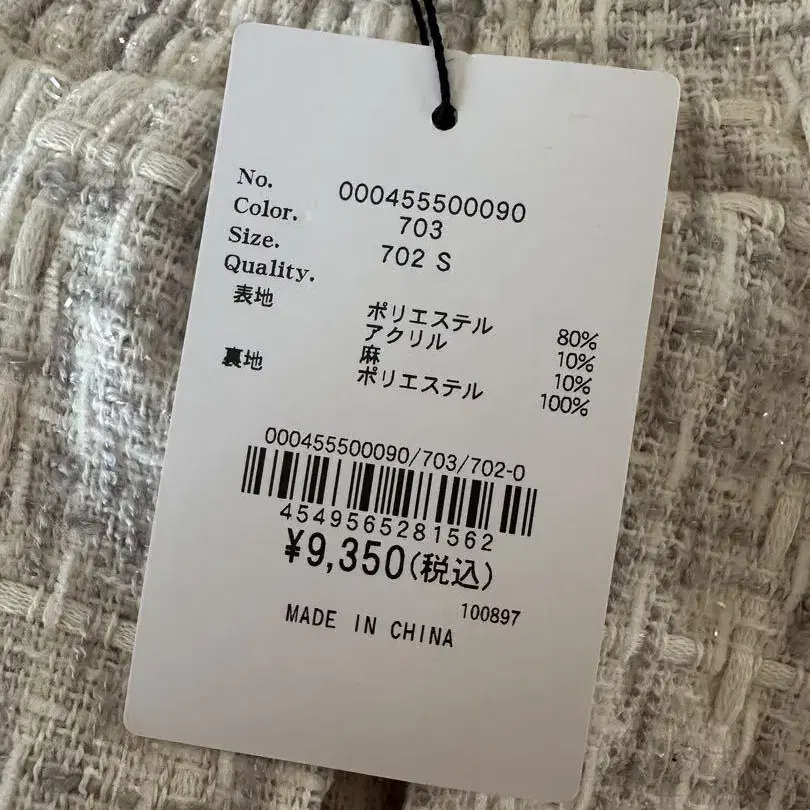 No. 000455500090
Color. 703
Size. 702 S
Quality.
表地 ポリエステル 80%
アクリル 10%
麻 10%
裏地 ポリエステル 100%
000455500090/703/702-0
4549565281562
¥9,350(税込)
100897
MADE IN CHINA